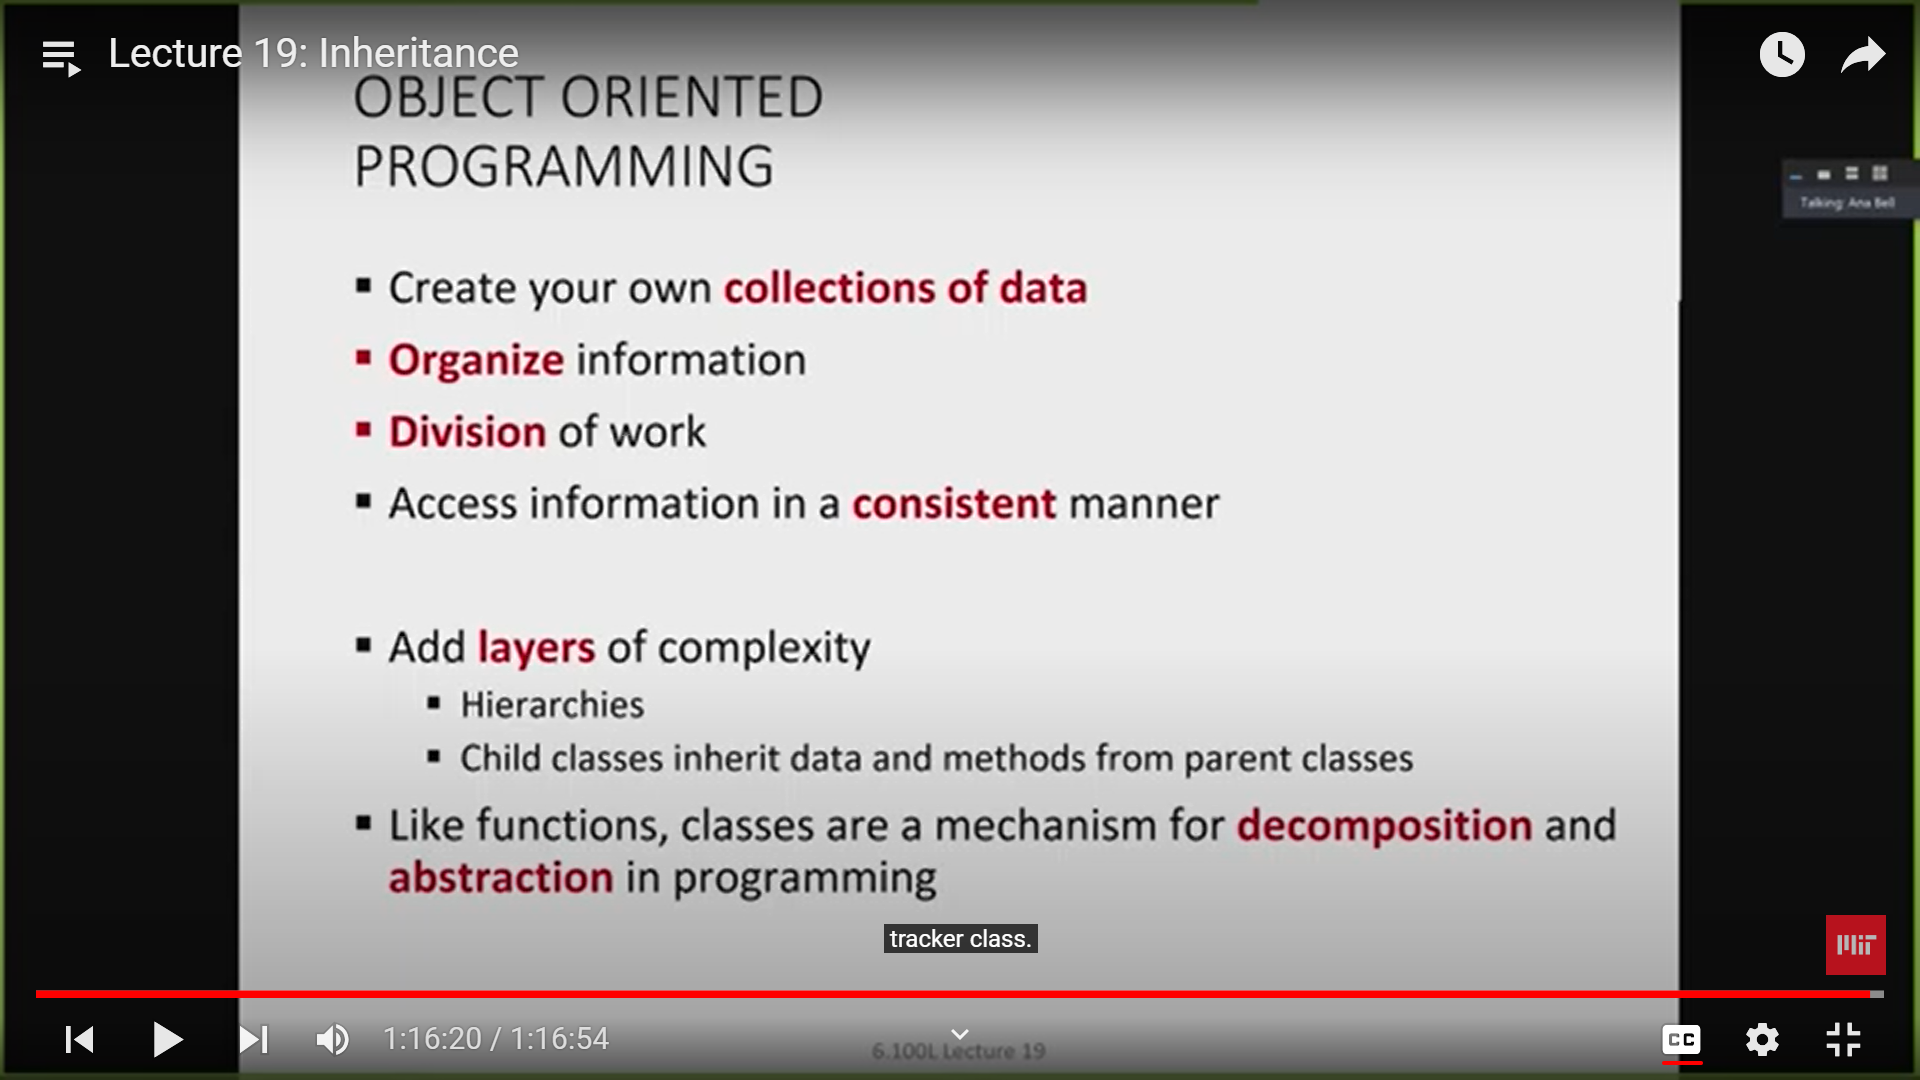 Lecture 19: Inheritance
OBJECT ORIENTED
PROGRAMMING
Talking: Ana Bell
Create your own collections of data
Organize information
Division of work
Access information in a consistent manner
Add layers of complexity
Hierarchies
Child classes inherit data and methods from parent classes
Like functions, classes are a mechanism for decomposition and
abstraction in programming
tracker class.
MIT
1:16:20 / 1:16:54
6.100L Lecture 19
CC